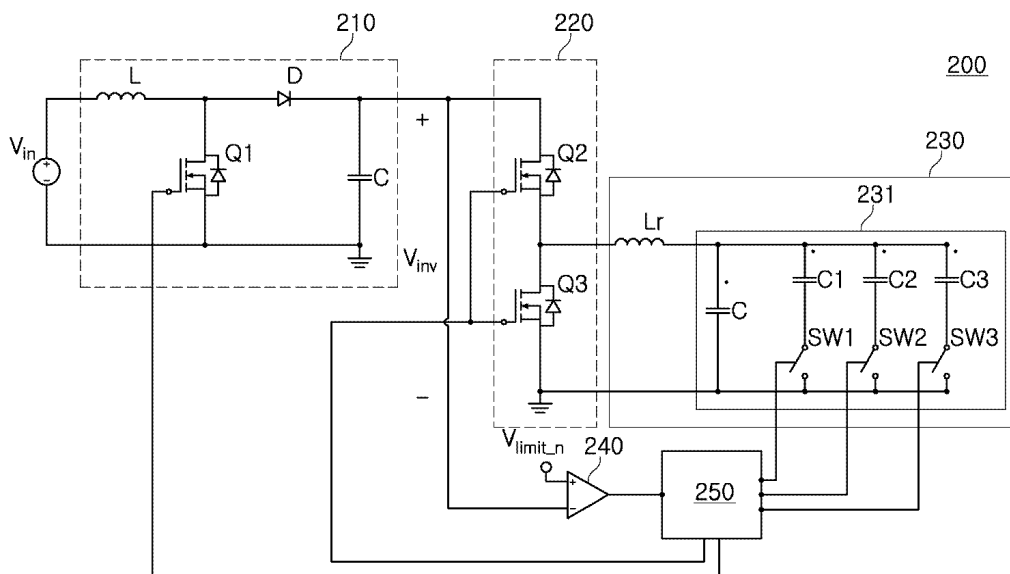 210
220
200
L
D
V_in
+
-
Q1
C
+
Q2
230
231
Lr
V_inv
Q3
C
C1
C2
C3
SW1
SW2
SW3
−
V_limit_n
240
+
−
250